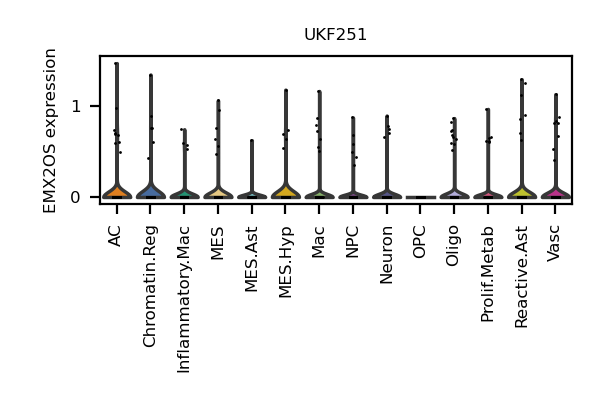 UKF251
EMX2OS expression
1
0
AC
Chromatin.Reg
Inflammatory.Mac
MES
MES.Ast
MES.Hyp
Mac
NPC
Neuron
OPC
Oligo
Prolif.Metab
Reactive.Ast
Vasc